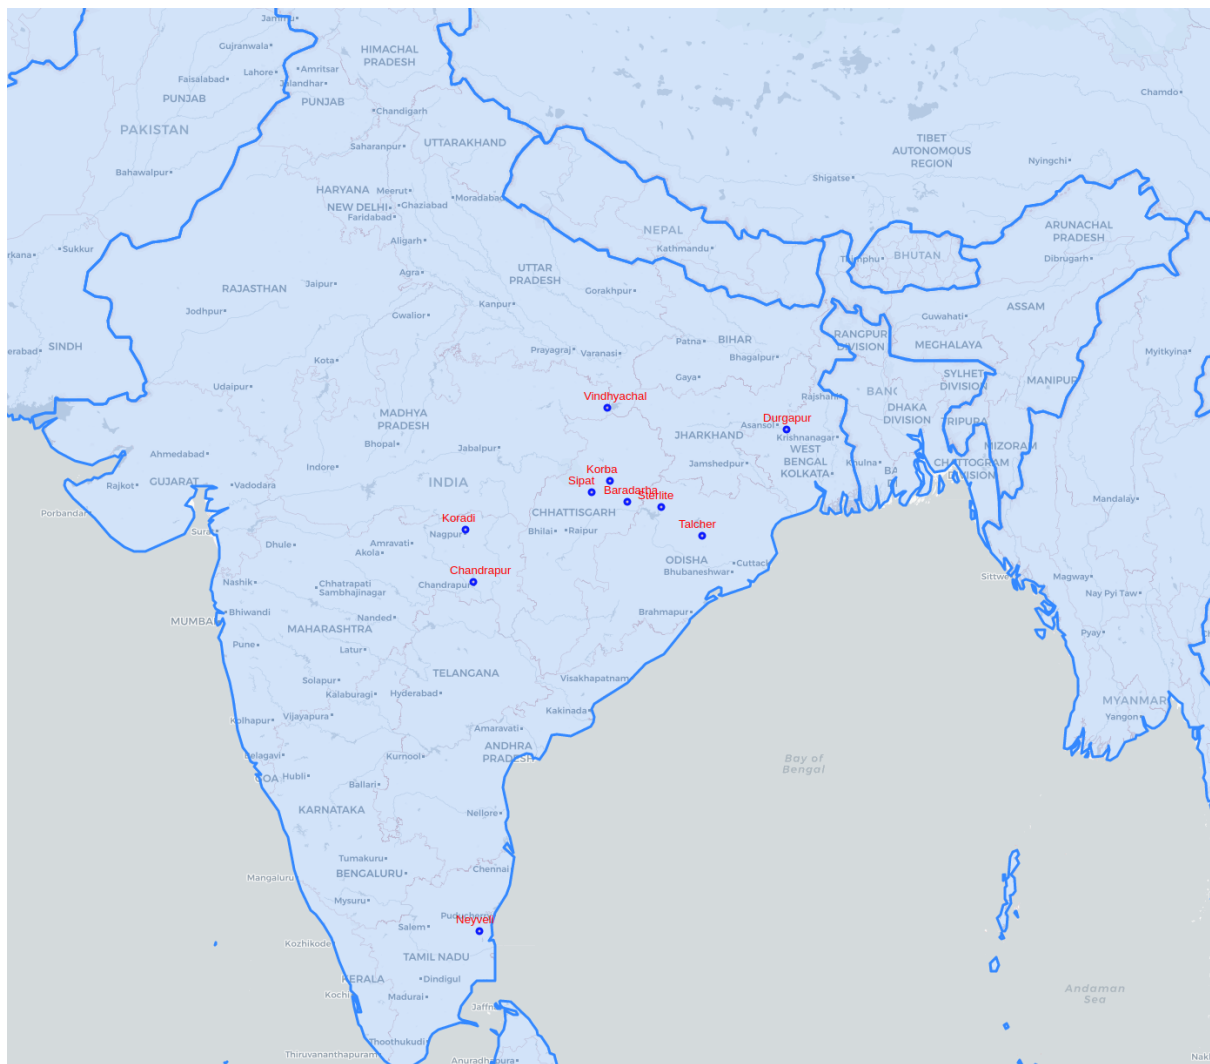 Jammu
Gujranwala
HIMACHAL
PRADESH
Lahore
Amritsar
Faisalabad
Jalandhar
Chamdo
PUNJAB
PUNJAB
Chandigarh
PAKISTAN
TIBET
AUTONOMOUS
REGION
Saharanpur
UTTARAKHAND
Nyingchi
Bahawalpur
Shigatse
HARYANA
Meerut
Moradabad
NEW DELHI
Ghaziabad
Faridabad
NEPAL
ARUNACHAL
PRADESH
Aligarh
Kathmandu
Sukkur
BHUTAN
Dibrugarh
Agra
UTTAR
PRADESH
RAJASTHAN
Jaipur
Gorakhpur
Kanpur
ASSAM
Jodhpur
Gwalior
Guwahati
SINDH
Patna
BIHAR
RANGPUR
DIVISION
MEGHALAYA
Prayagraj
Varanasi
Bhagalpur
Myitkyina
Kota
Gaya
SYLHET
DIVISION
MANIPUR
Udaipur
Vindhyachal
MADHYA
PRADESH
Durgapur
DHAKA
DIVISION
TRIPURA
Asansol
JHARKHAND
Krishnanagar
Bhopal
Jabalpur
WEST
BENGAL
MIZORAM
Ahmedabad
Indore
Jamshedpur
KOLKATA
Khulna
CHATTOGRAM
DIVISION
Korba
Sipat
INDIA
GUJARAT
Rajkot
Vadodara
Baradarha
Sterlite
Mandalay
Porbandar
CHHATTISGARH
Koradi
Talcher
Nagpur
Bhilai
Raipur
Surat
Dhule
Amravati
Akola
ODISHA
Cuttack
Bhubaneswar
Chandrapur
Chandrapur
Nashik
Chhatrapati
Sambhajinagar
Sittwe
Magway
Nay Pyi Taw
Bhiwandi
Brahmapur
MUMBAI
Nanded
MAHARASHTRA
Pyay
Pune
Latur
TELANGANA
Solapur
Visakhapatnam
Kalaburagi
Hyderabad
MYANMAR
Kolhapur
Vijayapura
Kakinada
Yangon
Amaravati
ANDHRA
PRADESH
Belagavi
Kurnool
Bay of
Bengal
GOA
Hubli
Ballari
KARNATAKA
Nellore
Tumakuru
BENGALURU
Chennai
Mangaluru
Mysuru
Puducherry
Neyveli
Salem
Kozhikode
TAMIL NADU
KERALA
Dindigul
Andaman
Sea
Kochi
Madurai
Jaffna
Thoothukudi
Thiruvananthapuram
Anuradhapura